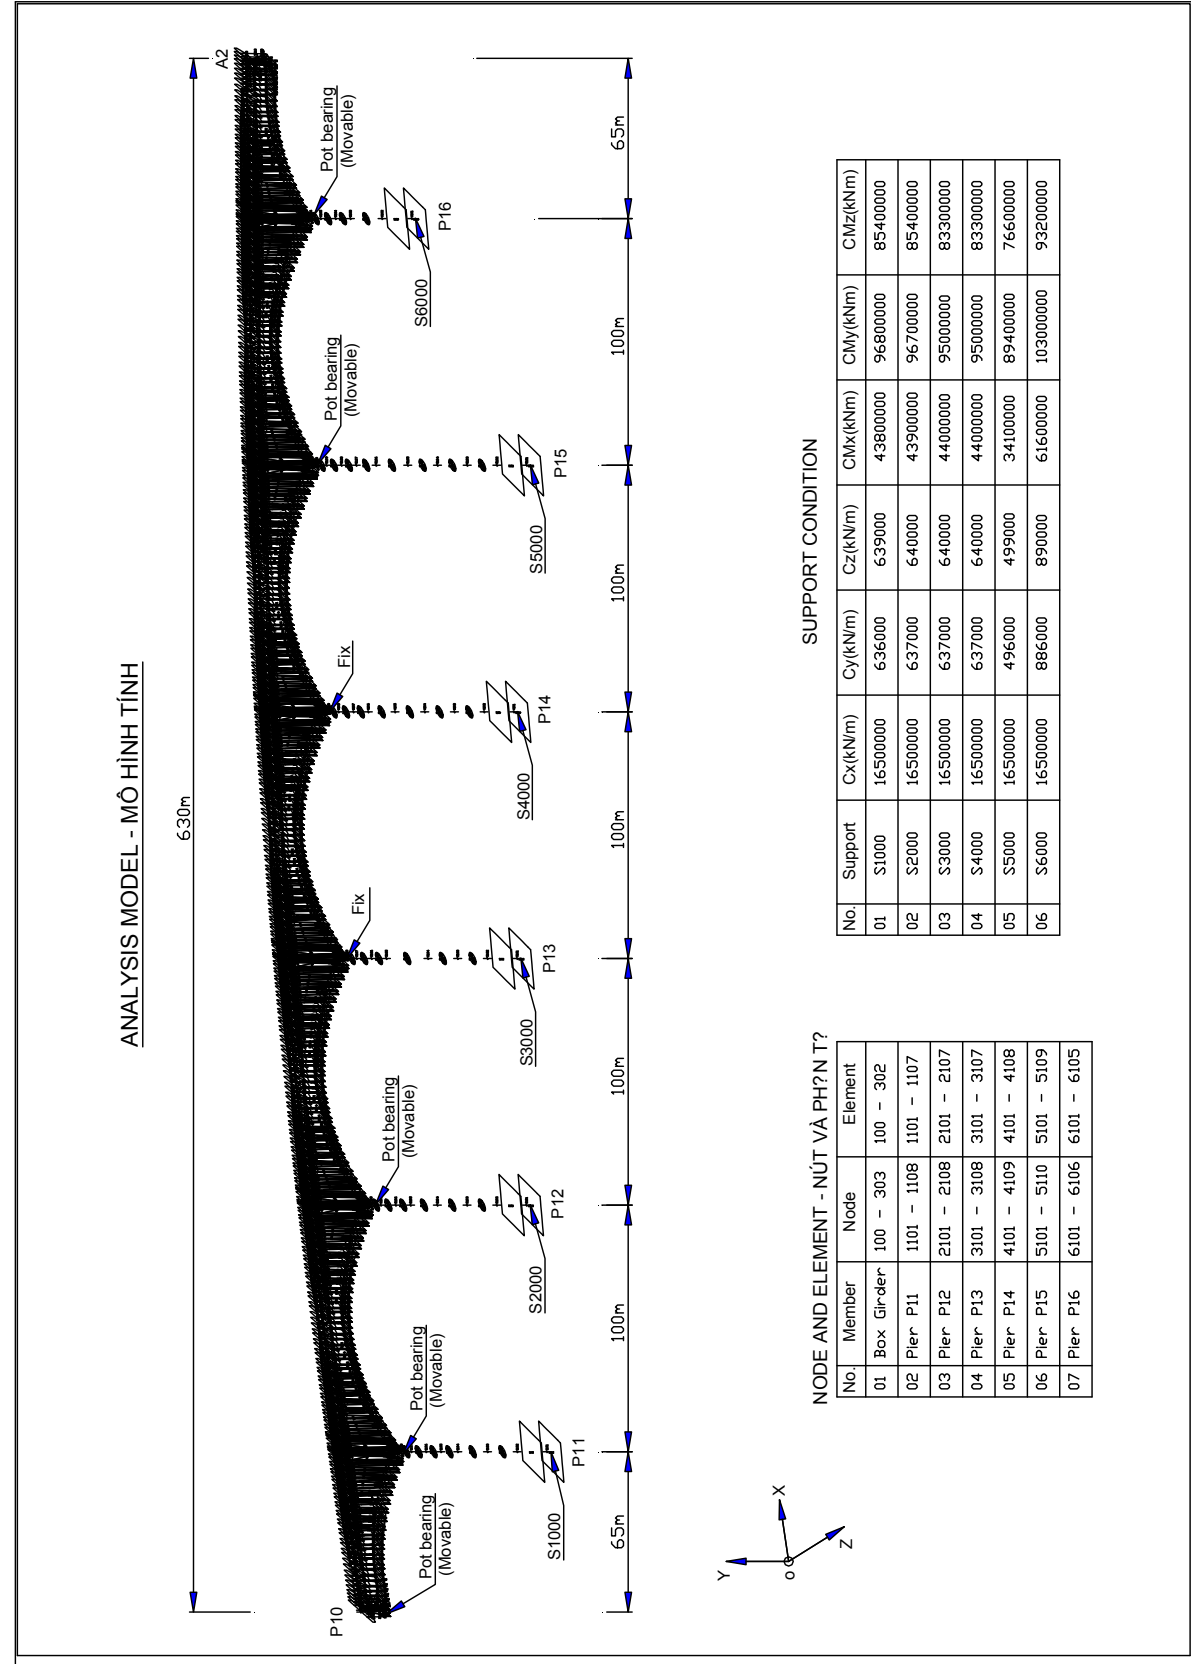 ANALYSIS MODEL - MÔ HÌNH TÍNH
630m
P10
A2
Pot bearing
(Movable)
Pot bearing
(Movable)
Pot bearing
(Movable)
Fix
Fix
Pot bearing
(Movable)
Pot bearing
(Movable)
S1000
P11
S2000
P12
S3000
P13
S4000
P14
S5000
P15
S6000
P16
65m
100m
100m
100m
100m
100m
65m
Y
X
Z
o
NODE AND ELEMENT - NÚT VÀ PH?N T?
No. Member Node Element
01 Box Girder 100 - 303 100 - 302
02 Pier P11 1101 - 1108 1101 - 1107
03 Pier P12 2101 - 2108 2101 - 2107
04 Pier P13 3101 - 3108 3101 - 3107
05 Pier P14 4101 - 4109 4101 - 4108
06 Pier P15 5101 - 5110 5101 - 5109
07 Pier P16 6101 - 6106 6101 - 6105
SUPPORT CONDITION
No. Support Cx(kN/m) Cy(kN/m) Cz(kN/m) CMx(kNm) CMy(kNm) CMz(kNm)
01 S1000 16500000 636000 639000 43800000 96800000 85400000
02 S2000 16500000 637000 640000 43900000 96700000 85400000
03 S3000 16500000 637000 640000 44000000 95000000 83300000
04 S4000 16500000 637000 640000 44000000 95000000 83300000
05 S5000 16500000 496000 499000 34100000 89400000 76600000
06 S6000 16500000 886000 890000 61600000 103000000 93200000